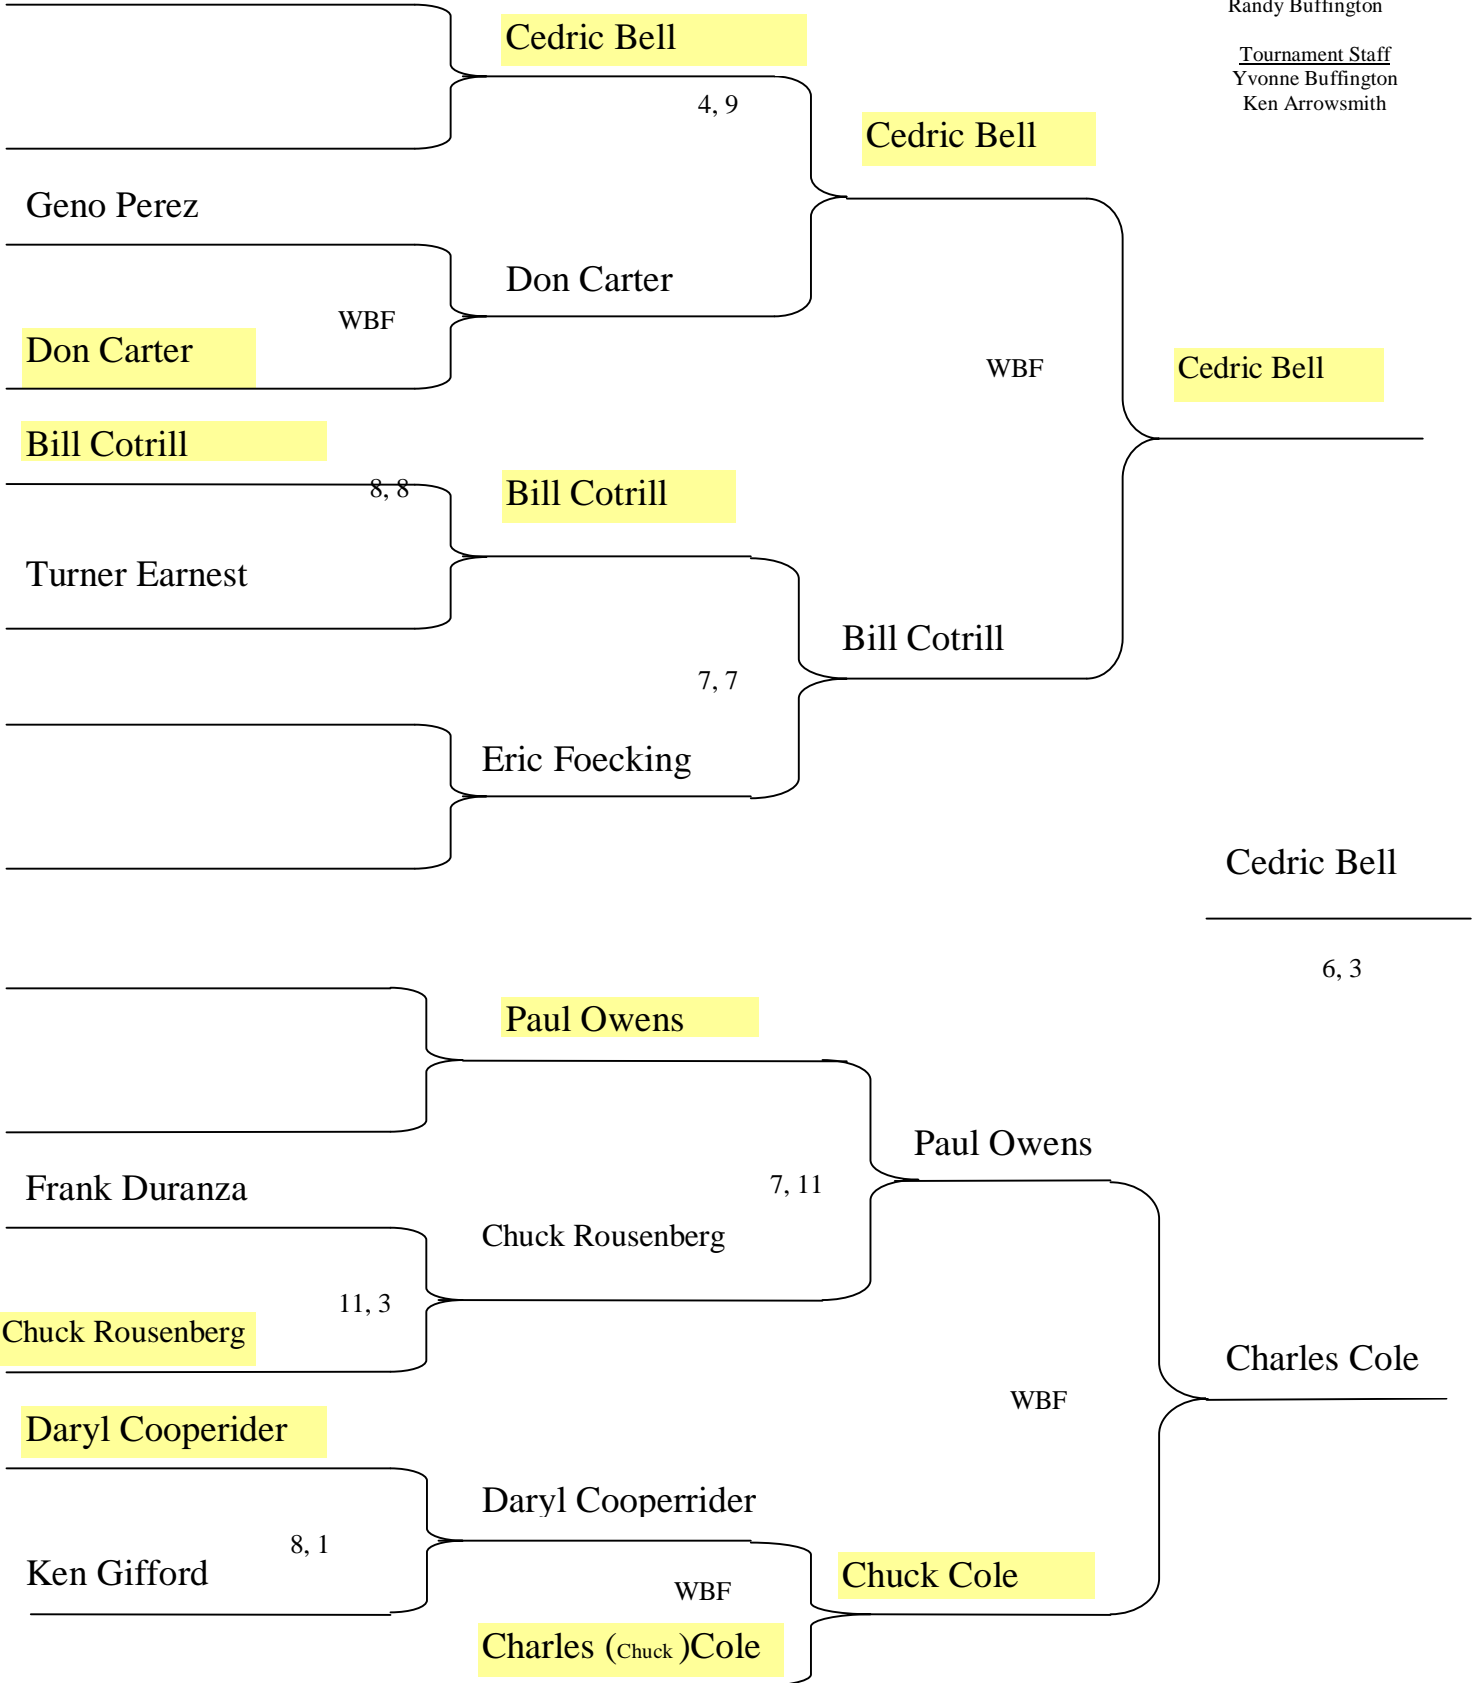 Randy Buffington
Cedric Bell
Tournament Staff
Yvonne Buffington
Ken Arrowsmith
4, 9
Cedric Bell
Geno Perez
Don Carter
WBF
Don Carter
WBF
Cedric Bell
Bill Cotrill
8, 8
Bill Cotrill
Turner Earnest
Bill Cotrill
7, 7
Eric Foecking
Cedric Bell
6, 3
Paul Owens
Paul Owens
Frank Duranza
7, 11
Chuck Rousenberg
11, 3
Chuck Rousenberg
Charles Cole
WBF
Daryl Cooperider
Daryl Cooperrider
8, 1
Ken Gifford
WBF
Chuck Cole
Charles (Chuck )Cole